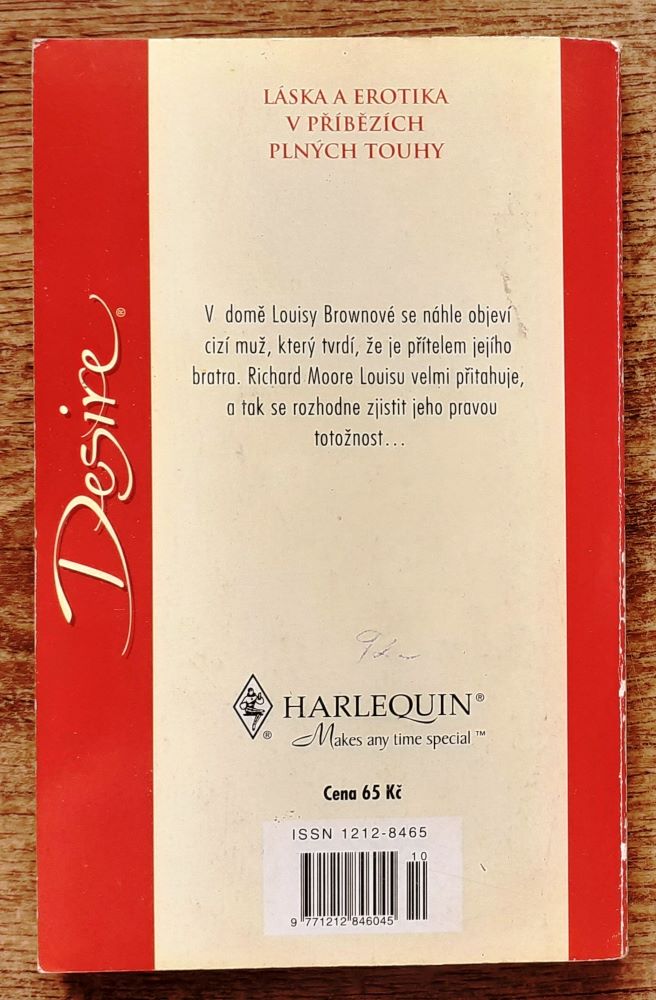 LÁSKA A EROTIKA
V PŘÍBĚZÍCH
PLNÝCH TOUHY
Desire®
V domě Louisy Brownové se náhle objeví
cizí muž, který tvrdí, že je přítelem jejího
bratra. Richard Moore Louisu velmi přitahuje,
a tak se rozhodne zjistit jeho pravou
totožnost...
HARLEQUIN®
®
Makes any time special™
Cena 65 Kč
ISSN 1212-8465
10
9 771212 846045